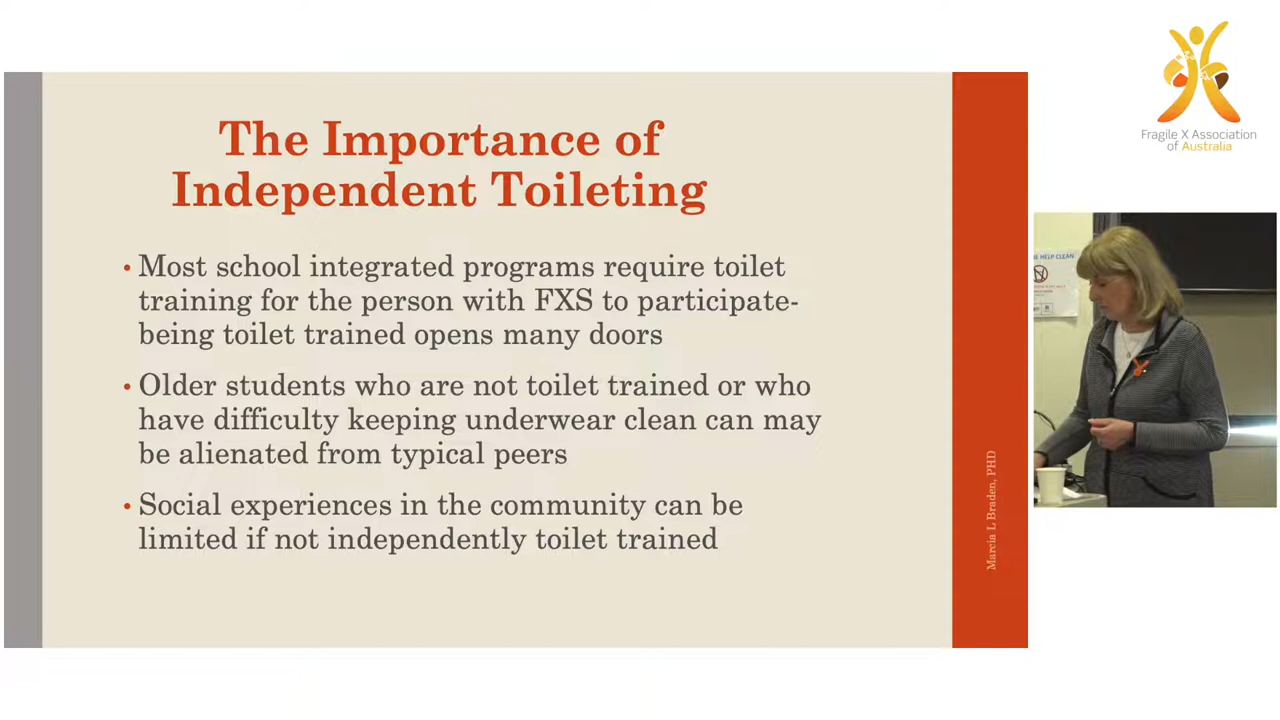 The Importance of
Independent Toileting
• Most school integrated programs require toilet
training for the person with FXS to participate-
being toilet trained opens many doors
• Older students who are not toilet trained or who
have difficulty keeping underwear clean can may
be alienated from typical peers
• Social experiences in the community can be
limited if not independently toilet trained
Marcia L Braden, PHD
Fragile X Association
of Australia
HELP CLEAN